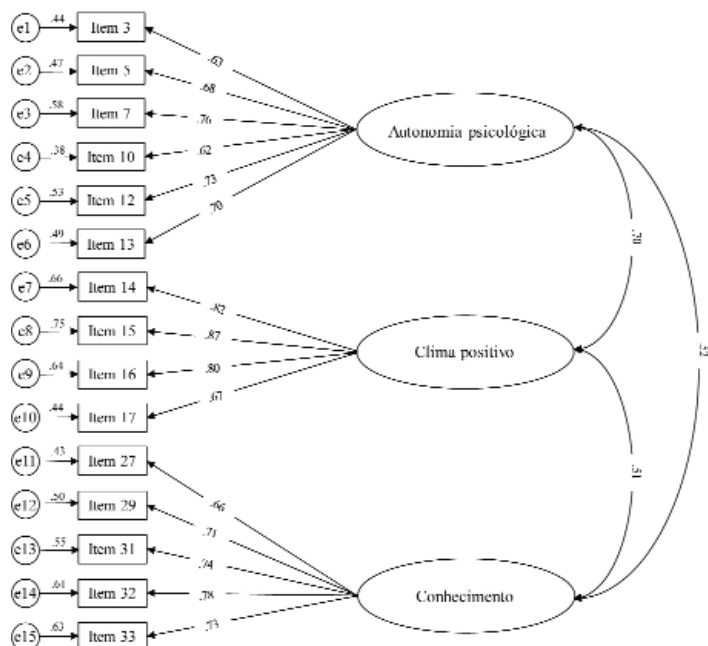 e1 .44 Item 3
.63
e2 .47 Item 5
.68
e3 .58 Item 7
.76
Autonomia psicológica
e4 .38 Item 10
.62
e5 .53 Item 12
.73
e6 .49 Item 13
.70
.70
e7 .66 Item 14
.82
e8 .75 Item 15
.87
Clima positivo
.52
e9 .64 Item 16
.80
e10 .44 Item 17
.67
e11 .43 Item 27
.66
.51
e12 .50 Item 29
.71
e13 .55 Item 31
.74
e14 .61 Item 32
.78
Conhecimento
e15 .63 Item 33
.73